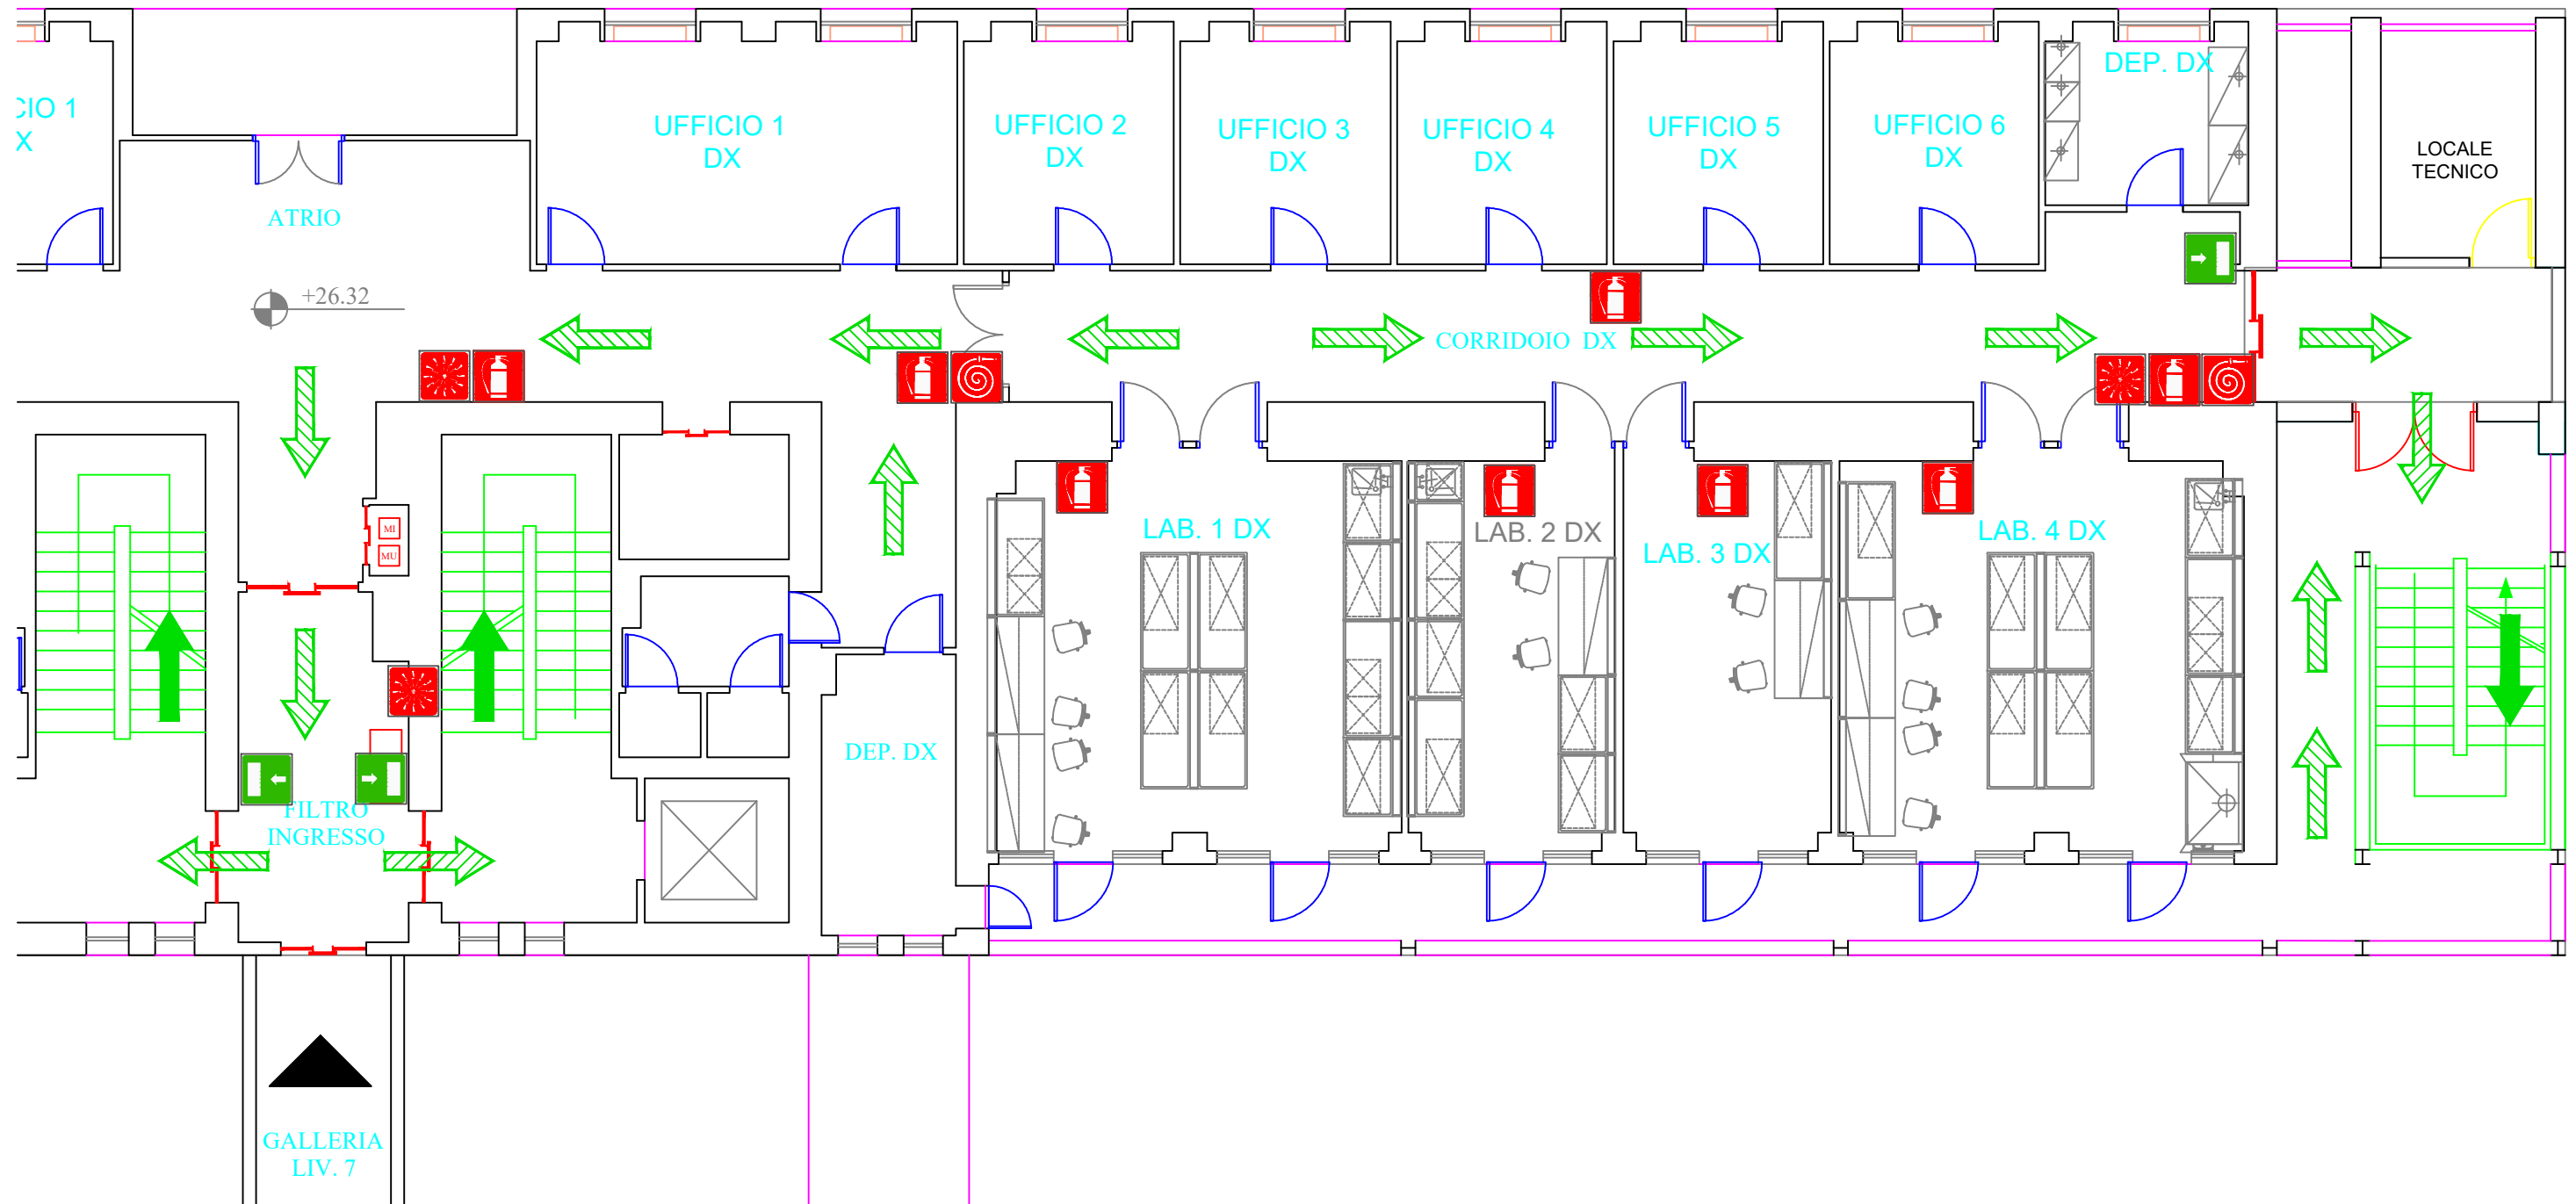 CIO 1
X
UFFICIO 1
DX
UFFICIO 2
DX
UFFICIO 3
DX
UFFICIO 4
DX
UFFICIO 5
DX
UFFICIO 6
DX
DEP. DX
LOCALE
TECNICO
ATRIO
+26.32
CORRIDOIO DX
MI
MU
LAB. 1 DX
LAB. 2 DX
LAB. 3 DX
LAB. 4 DX
DEP. DX
FILTRO
INGRESSO
GALLERIA
LIV. 7